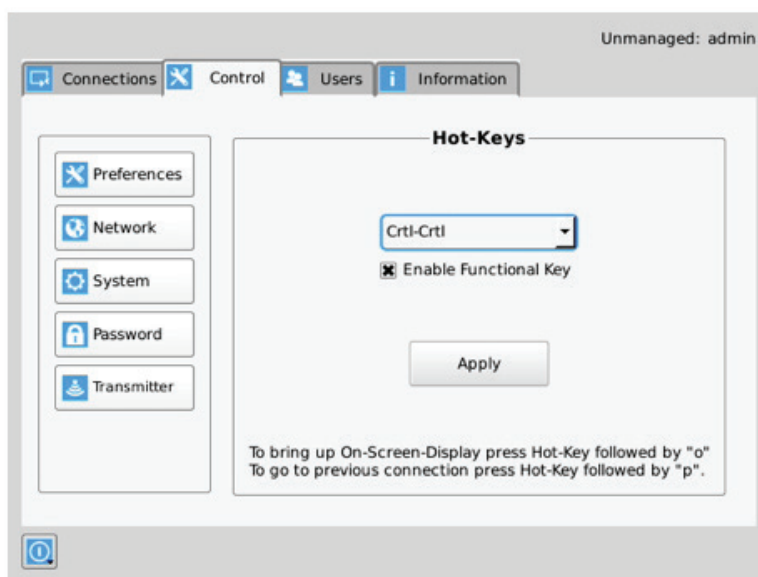 Unmanaged: admin
Connections Control Users Information
Hot-Keys
Preferences
Network
System
Password
Transmitter
Crtl-Crtl
Enable Functional Key
Apply
To bring up On-Screen-Display press Hot-Key followed by "o"
To go to previous connection press Hot-Key followed by "p".